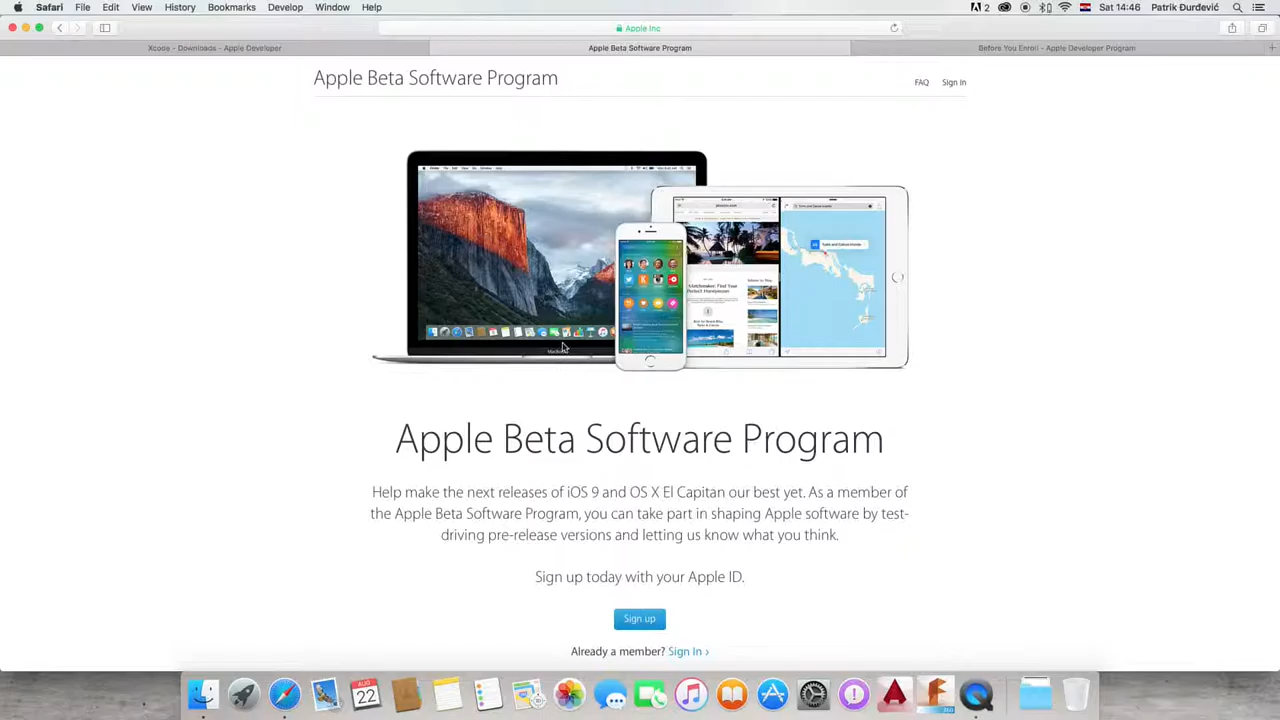 Safari File Edit View History Bookmarks Develop Window Help 2 Sat 14:46 Patrik Đurđević
Apple Inc
Xcode - Downloads - Apple Developer Apple Beta Software Program Before You Enroll - Apple Developer Program
Apple Beta Software Program FAQ Sign In
Apple Beta Software Program
Help make the next releases of iOS 9 and OS X El Capitan our best yet. As a member of
the Apple Beta Software Program, you can take part in shaping Apple software by test-
driving pre-release versions and letting us know what you think.
Sign up today with your Apple ID.
Sign up
Already a member? Sign In ›
AUG
22